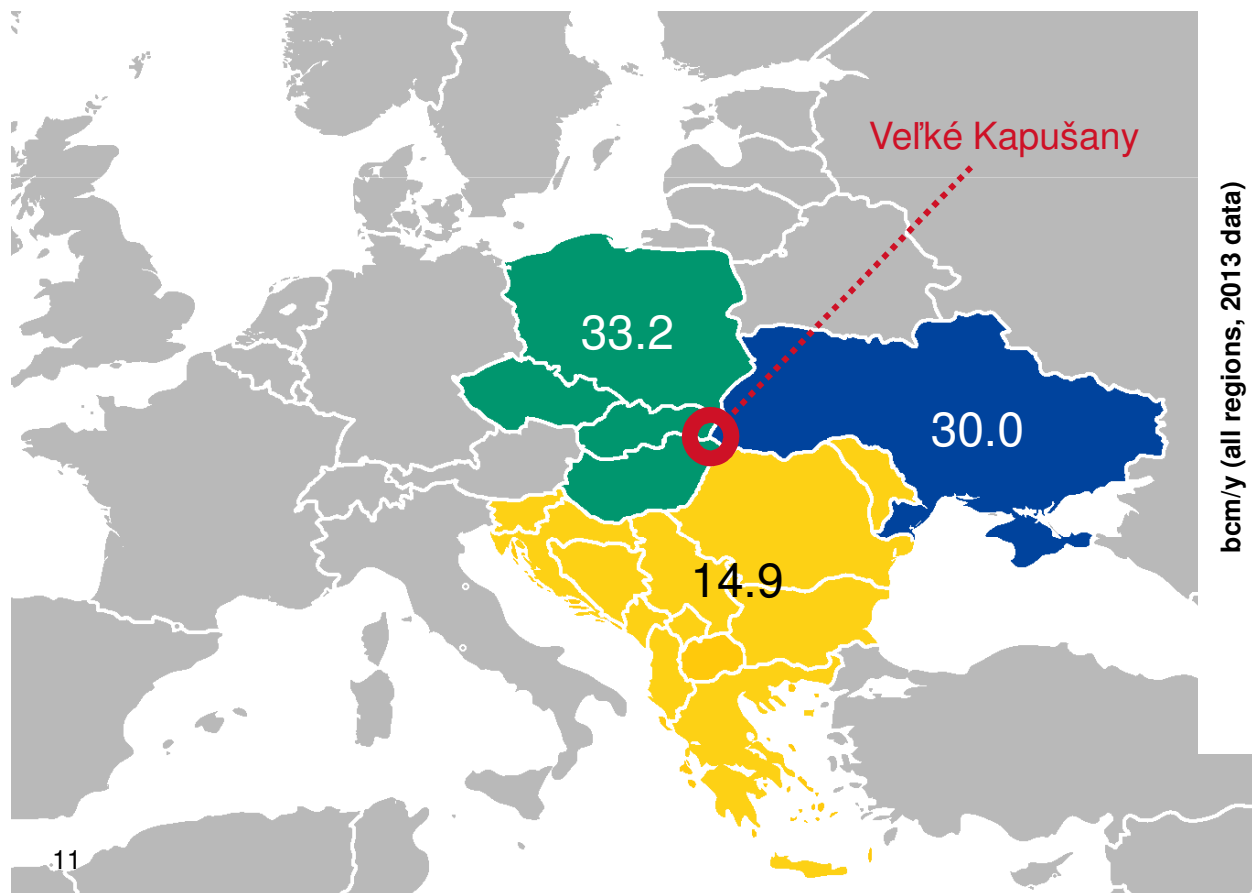 Veľké Kapušany
33.2
30.0
14.9
bcm/y (all regions, 2013 data)
11